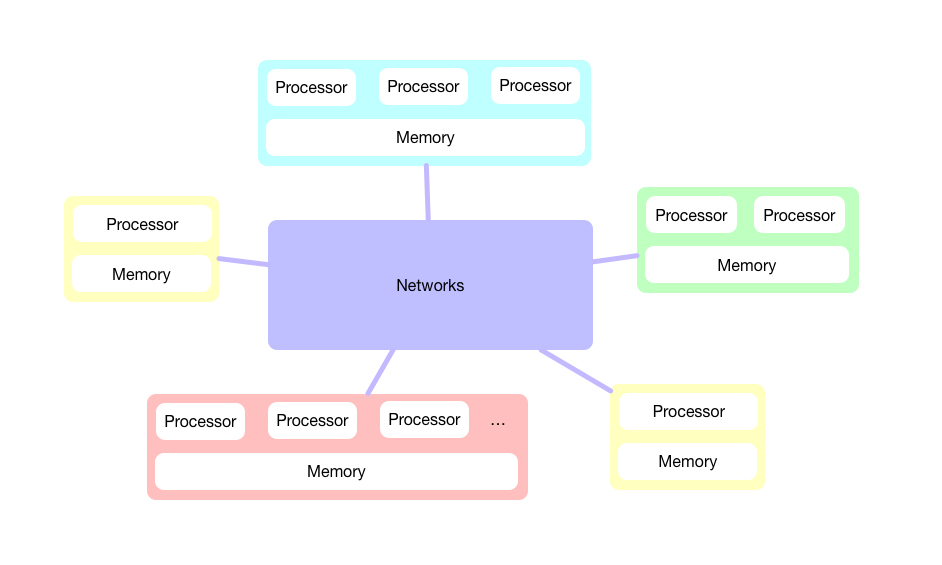 Processor Processor Processor
Memory
Processor
Memory
Processor Processor
Memory
Networks
Processor Processor Processor ...
Memory
Processor
Memory